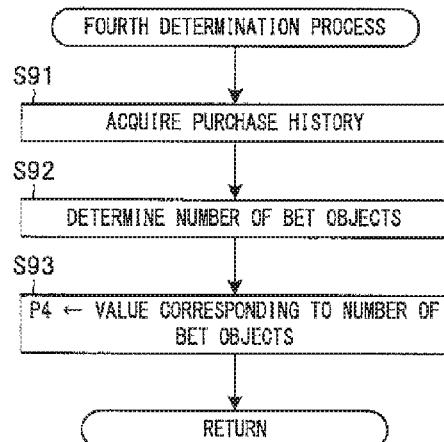 FOURTH DETERMINATION PROCESS
S91
ACQUIRE PURCHASE HISTORY
S92
DETERMINE NUMBER OF BET OBJECTS
S93
P4 ← VALUE CORRESPONDING TO NUMBER OF
BET OBJECTS
RETURN